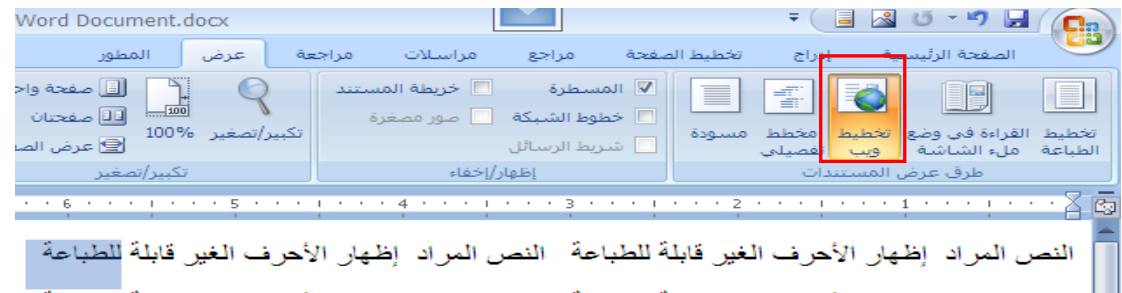 Word Document.docx
الصفحة الرئيسية إدراج تخطيط الصفحة مراجع مراسلات مراجعة عرض المطور
تخطيط الطباعة
القراءة في وضع ملء الشاشة
تخطيط ويب
مخطط تفصيلي
مسودة
طرق عرض المستندات
المسطرة
خطوط الشبكة
شريط الرسائل
خريطة المستند
صور مصغرة
إظهار/إخفاء
تكبير/تصغير
100
100%
صفحة
صفحتان
عرض
تكبير/تصغير
1 2 3 4 5 6
النص المراد إظهار الأحرف الغير قابلة للطباعة النص المراد إظهار الأحرف الغير قابلة للطباعة